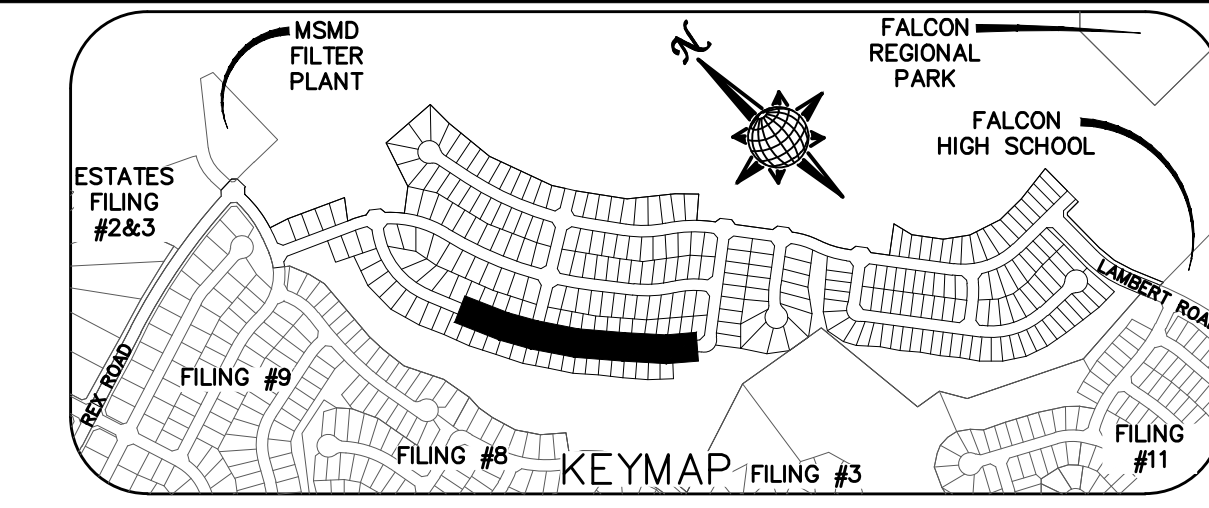 MSMD
FILTER
PLANT
N
FALCON
REGIONAL
PARK
FALCON
HIGH SCHOOL
ESTATES
FILING
#2&3
LAMBERT ROAD
REX ROAD
FILING #9
FILING #8
KEYMAP
FILING #3
FILING
#11